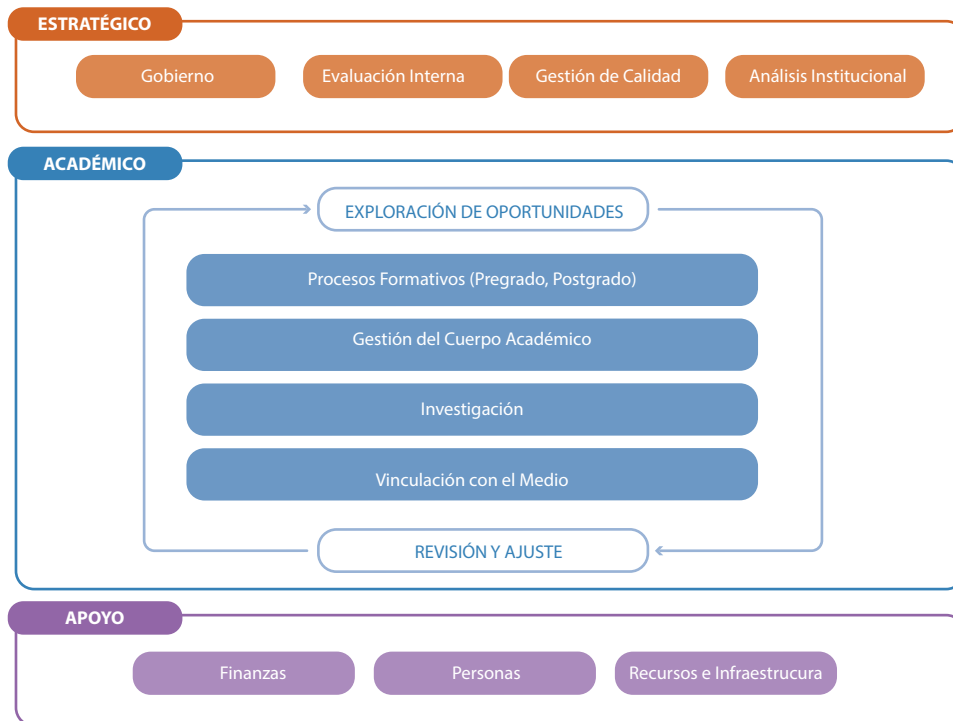 ESTRATÉGICO
Gobierno
Evaluación Interna
Gestión de Calidad
Análisis Institucional
ACADÉMICO
EXPLORACIÓN DE OPORTUNIDADES
Procesos Formativos (Pregrado, Postgrado)
Gestión del Cuerpo Académico
Investigación
Vinculación con el Medio
REVISIÓN Y AJUSTE
APOYO
Finanzas
Personas
Recursos e Infraestrucura